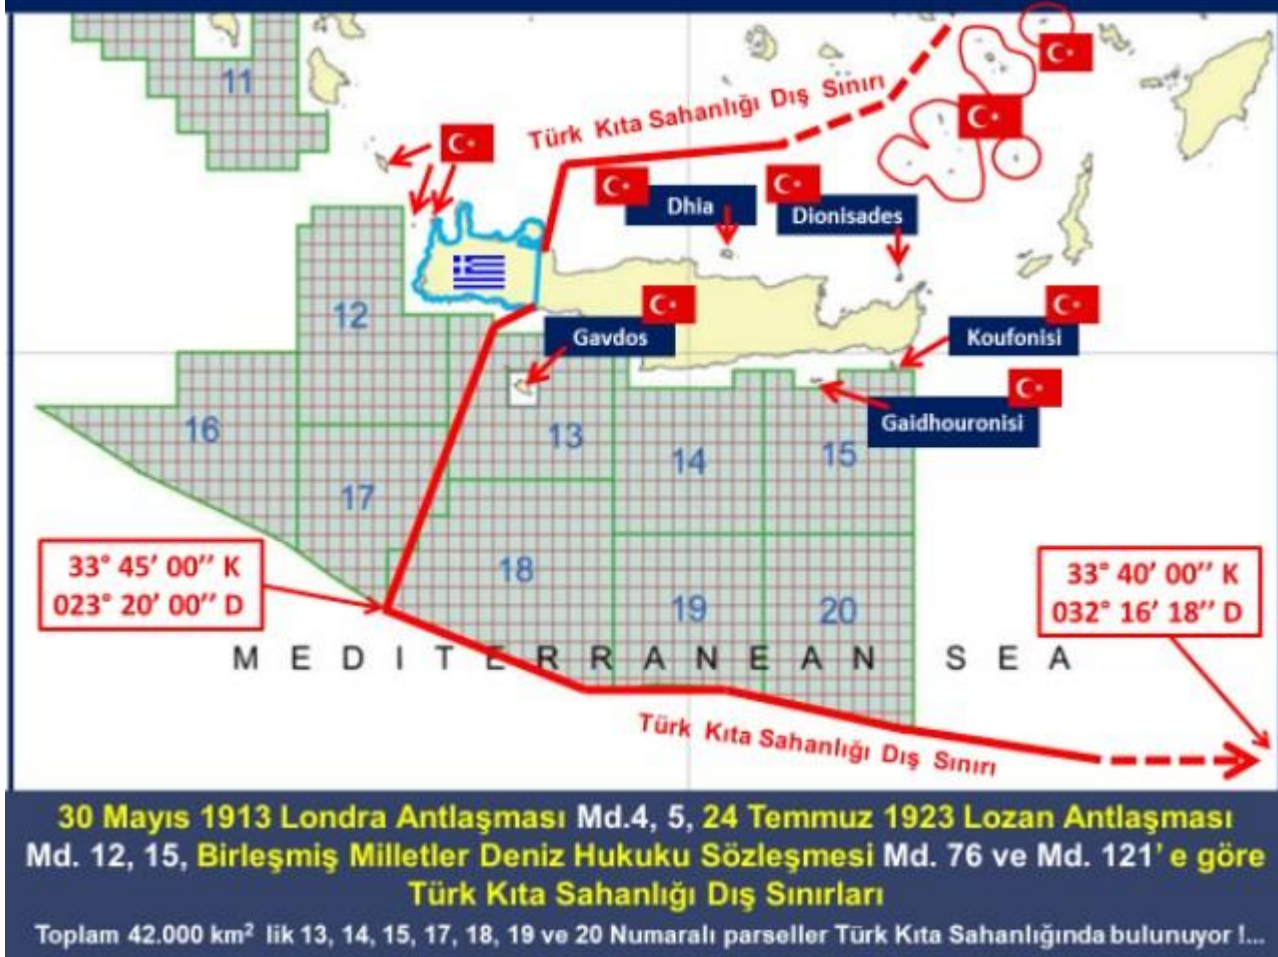 11
Türk Kıta Sahanlığı Dış Sınırı
Dhia
Dionisades
12
Gavdos
Koufonisi
16
13
14
15
Gaidhouronisi
17
33° 45’ 00’’ K
023° 20’ 00’’ D
18
19
20
33° 40’ 00’’ K
032° 16’ 18’’ D
MEDITERRANEAN SEA
Türk Kıta Sahanlığı Dış Sınırı
30 Mayıs 1913 Londra Antlaşması Md.4, 5, 24 Temmuz 1923 Lozan Antlaşması
Md. 12, 15, Birleşmiş Milletler Deniz Hukuku Sözleşmesi Md. 76 ve Md. 121’ e göre
Türk Kıta Sahanlığı Dış Sınırları
Toplam 42.000 km² lik 13, 14, 15, 17, 18, 19 ve 20 Numaralı parseller Türk Kıta Sahanlığında bulunuyor !...